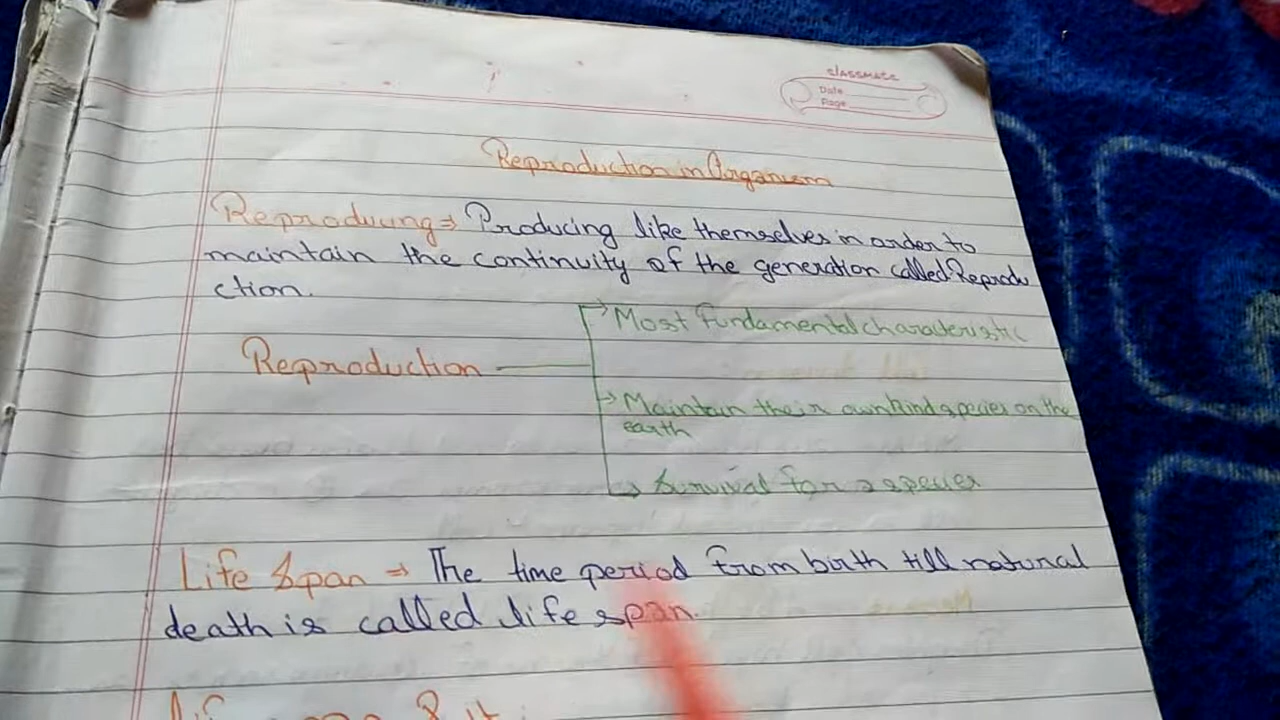 classmate
Date
Page
Reproduction in Organism
Reproducing ⇒ Producing like themselves in order to
maintain the continuity of the generation called Reprodu
ction.
Most fundamental characteristic
Reproduction
Maintain their own kind species on the
earth
Survival for a species
Life Span ⇒ The time period from birth till natural
death is called life span.